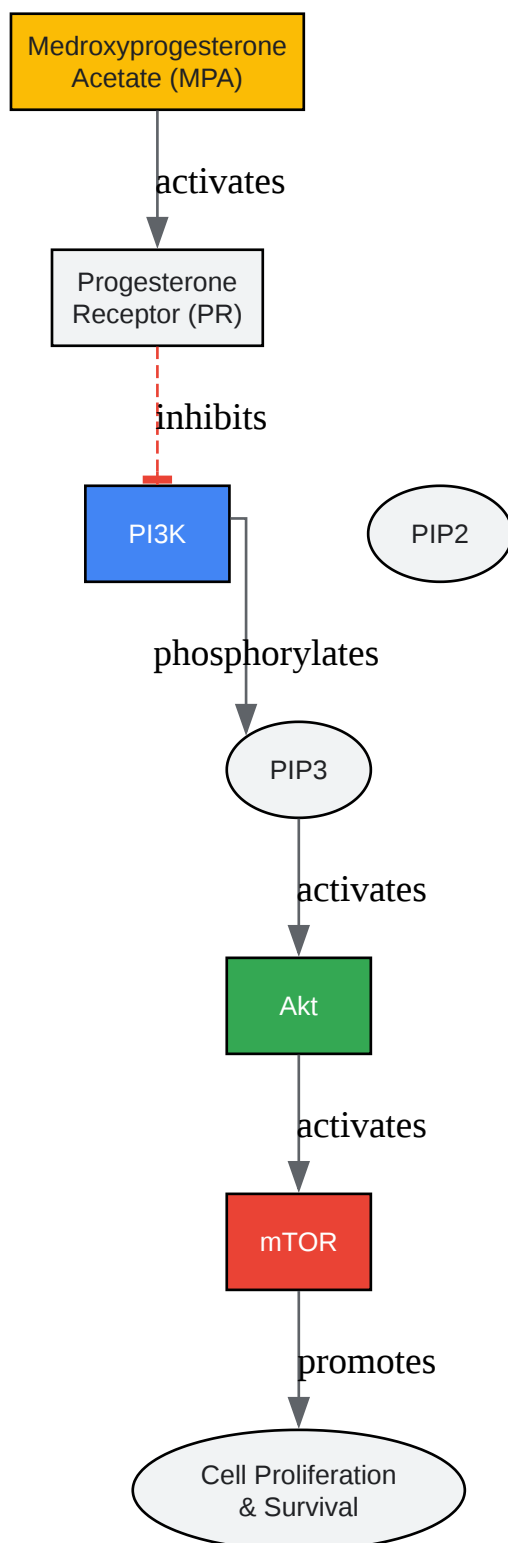 Medroxyprogesterone
Acetate (MPA)
activates
Progesterone
Receptor (PR)
inhibits
PI3K
PIP2
phosphorylates
PIP3
activates
Akt
activates
mTOR
promotes
Cell Proliferation
& Survival